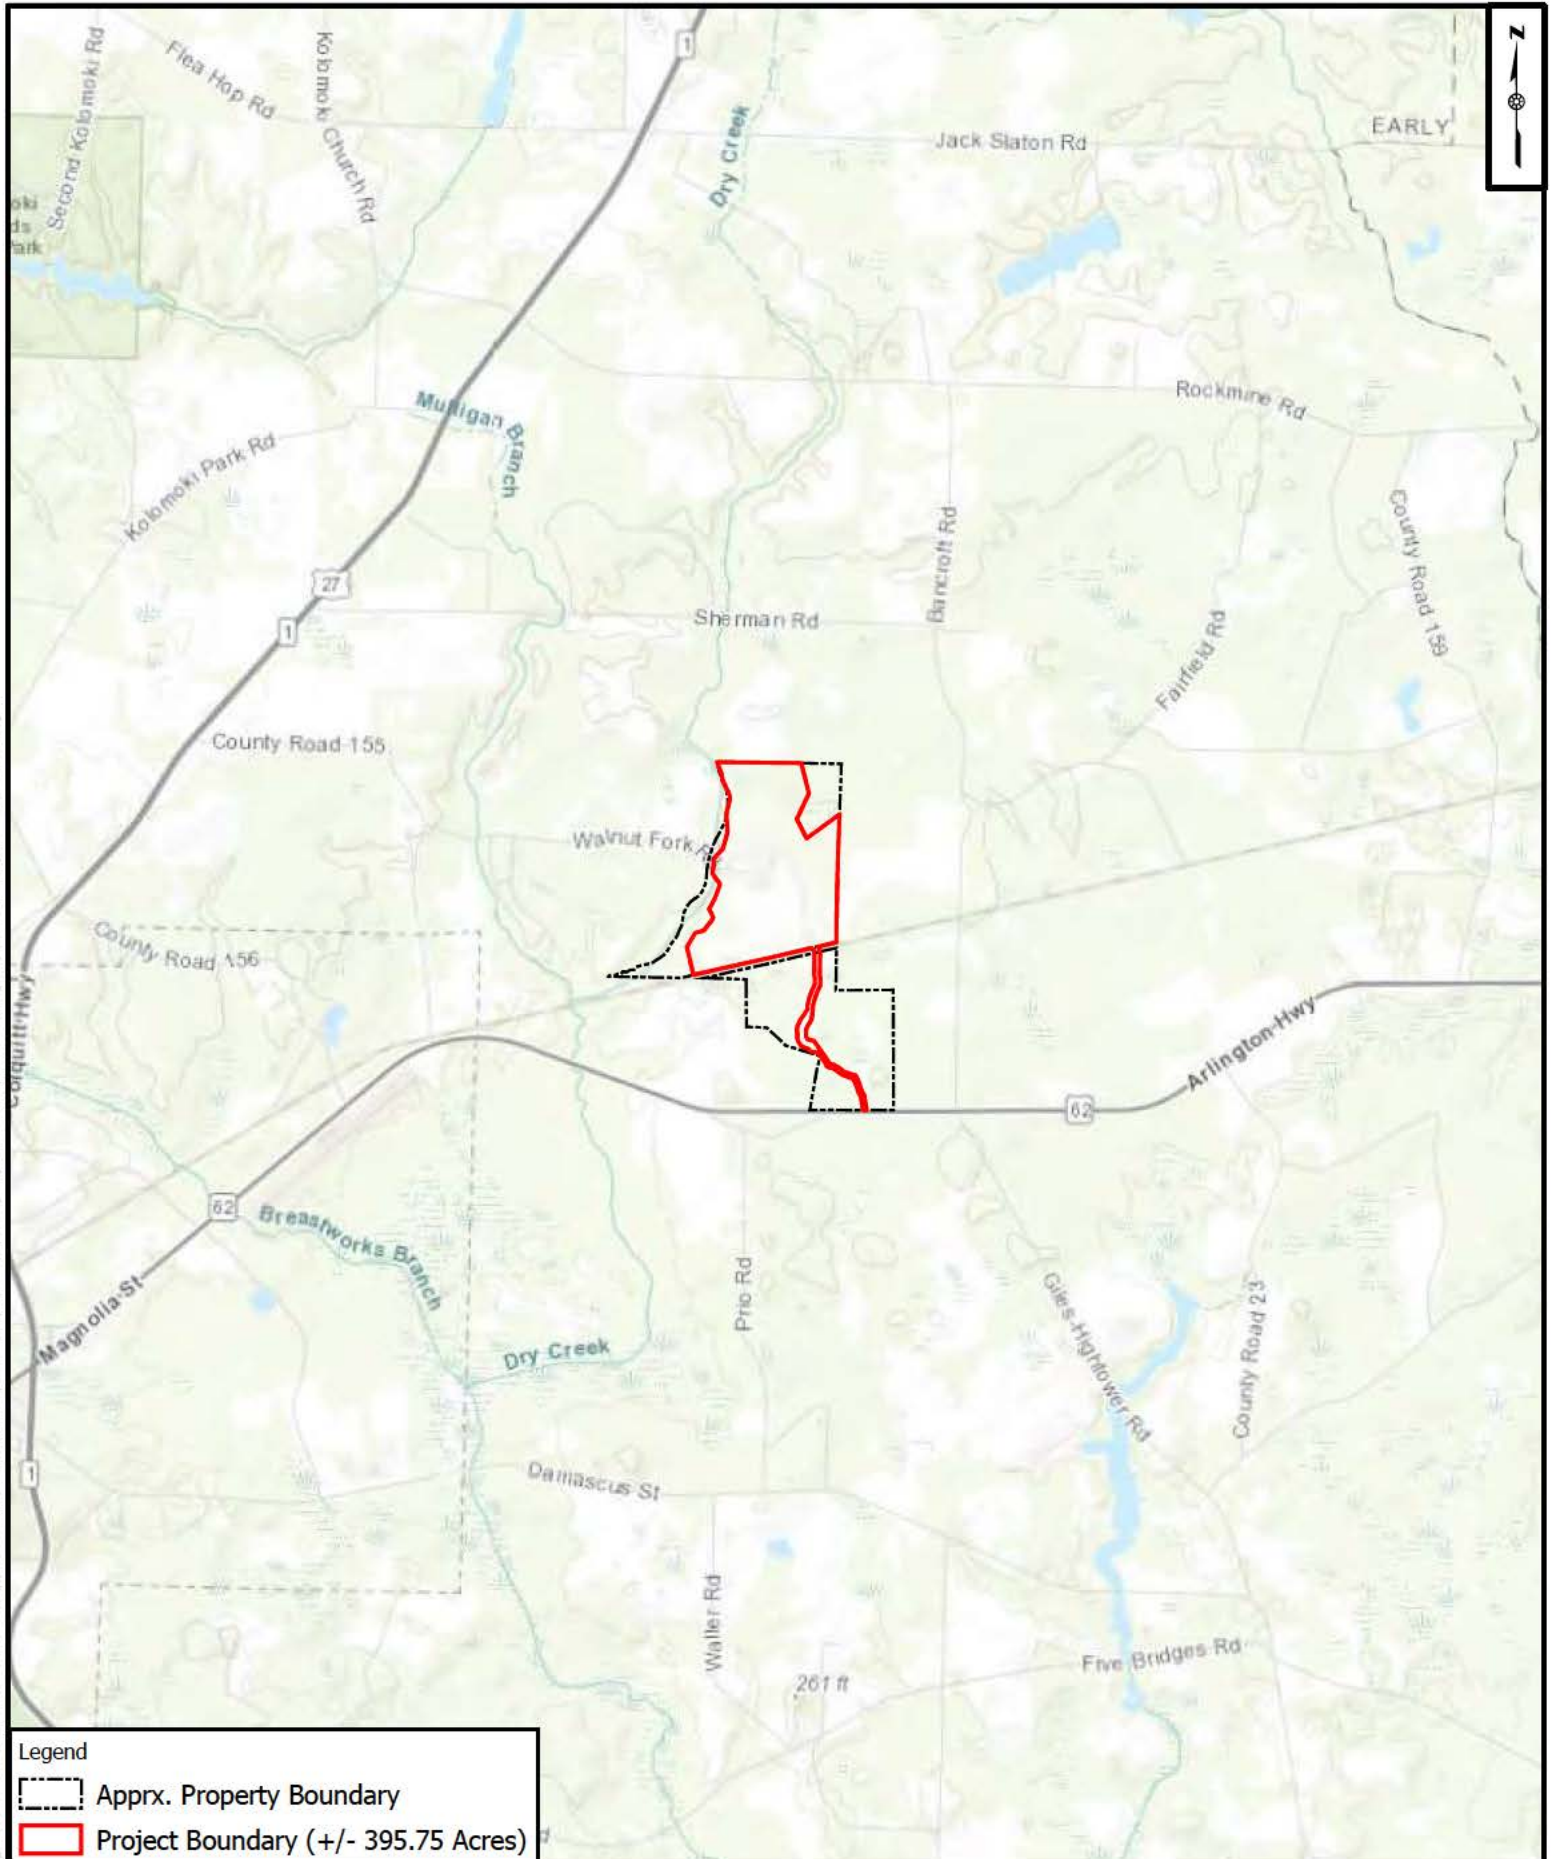 N
1
Second Kolomoki Rd
Flea Hop Rd
Kolomoki Church Rd
Dry Creek
Jack Slaton Rd
EARLY
oki
ds
Park
Mulligan Branch
Rockmine Rd
Kolomoki Park Rd
Bancroft Rd
County Road 159
27
1
Sherman Rd
Fairfield Rd
County Road 155
Walnut Fork R
County Road 156
Colquitt Hwy
Arlington Hwy
62
62
Breastworks Branch
Magnolia St
Prio Rd
Giles-Hightower Rd
County Road 23
Dry Creek
1
Damascus St
Waller Rd
Five Bridges Rd
261 ft
Legend
Apprx. Property Boundary
Project Boundary (+/- 395.75 Acres)